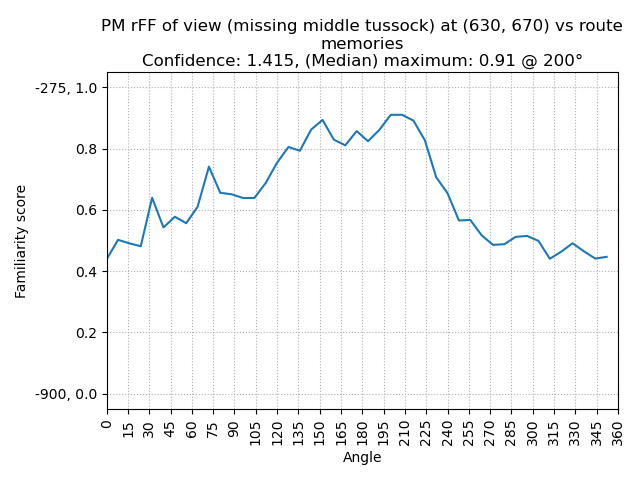 PM rFF of view (missing middle tussock) at (630, 670) vs route
memories
Confidence: 1.415, (Median) maximum: 0.91 @ 200°
-275, 1.0
0.8
0.6
0.4
0.2
-900, 0.0
Familiarity score
0 15 30 45 60 75 90 105 120 135 150 165 180 195 210 225 240 255 270 285 300 315 330 345 360
Angle